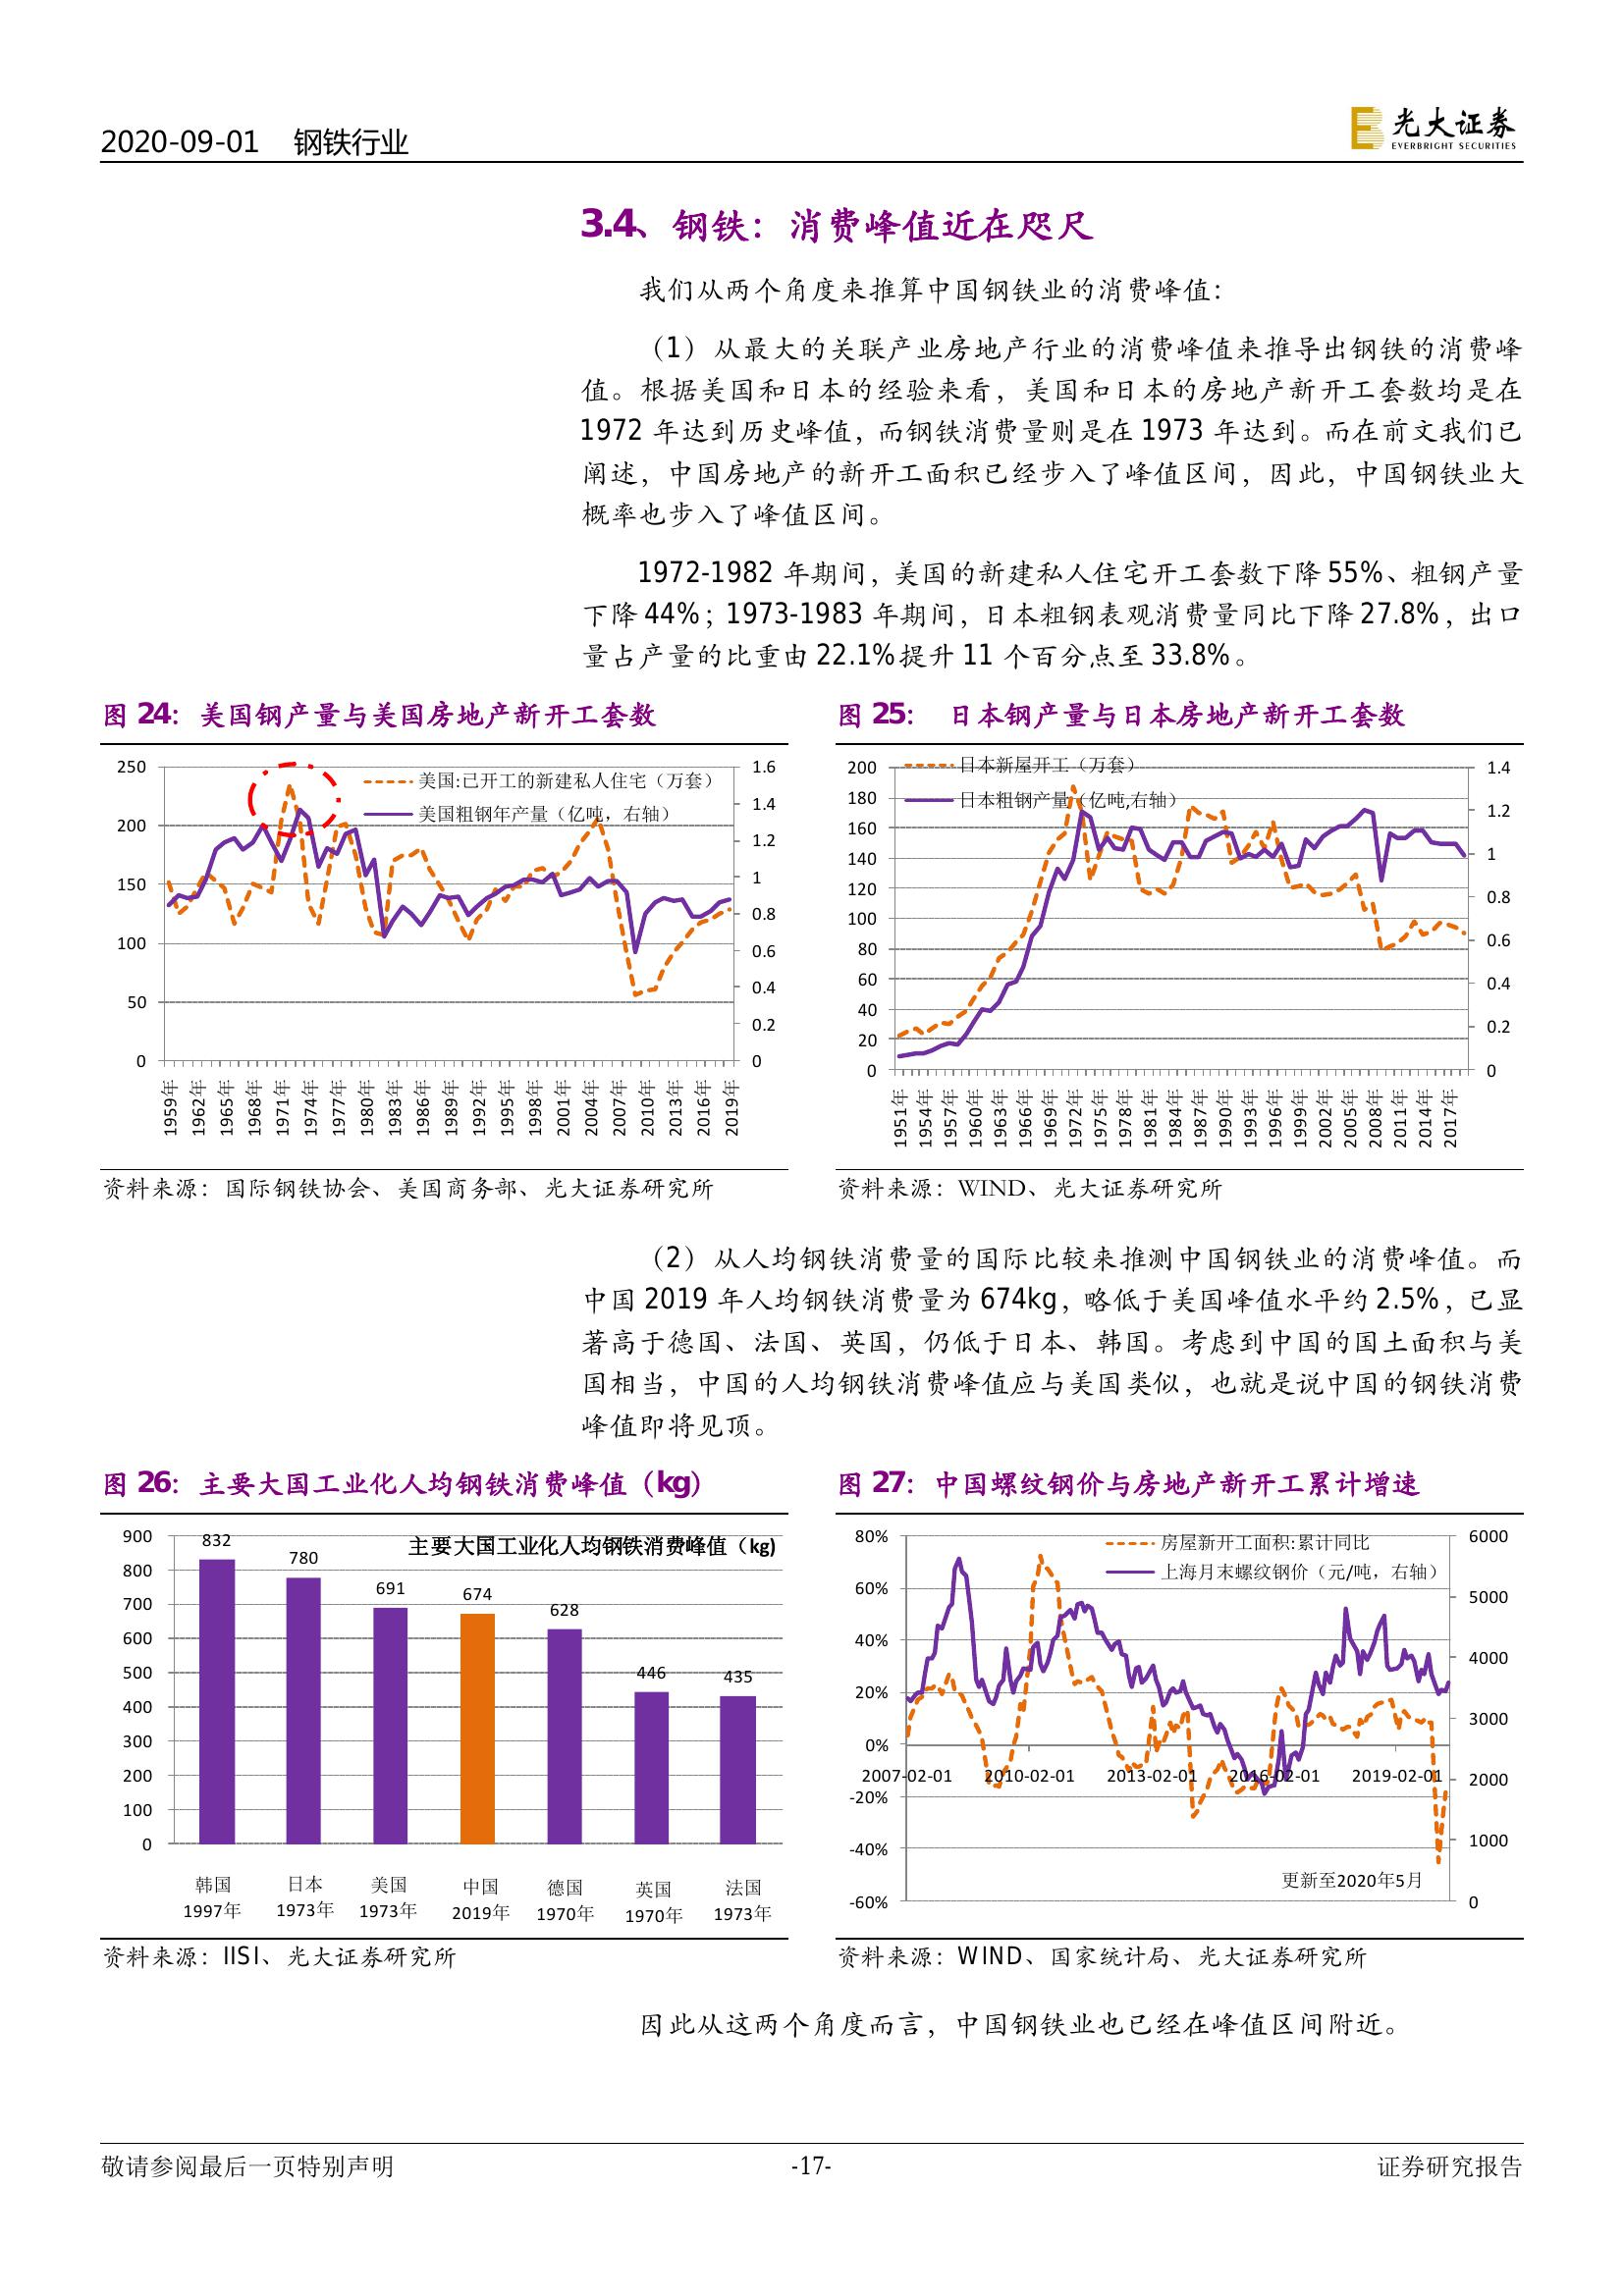 2020-09-01 钢铁行业
光大证券
EVERBRIGHT SECURITIES
3.4、钢铁：消费峰值近在咫尺
我们从两个角度来推算中国钢铁业的消费峰值：
（1）从最大的关联产业房地产行业的消费峰值来推导出钢铁的消费峰
值。根据美国和日本的经验来看，美国和日本的房地产新开工套数均是在
1972 年达到历史峰值，而钢铁消费量则是在 1973 年达到。而在前文我们已
阐述，中国房地产的新开工面积已经步入了峰值区间，因此，中国钢铁业大
概率也步入了峰值区间。
1972-1982 年期间，美国的新建私人住宅开工套数下降 55%、粗钢产量
下降 44%；1973-1983 年期间，日本粗钢表观消费量同比下降 27.8%，出口
量占产量的比重由 22.1%提升 11 个百分点至 33.8%。
图 24：美国钢产量与美国房地产新开工套数
250
200
150
100
50
0
1.6
1.4
1.2
1
0.8
0.6
0.4
0.2
0
美国:已开工的新建私人住宅（万套）
美国粗钢年产量（亿吨，右轴）
1959年
1962年
1965年
1968年
1971年
1974年
1977年
1980年
1983年
1986年
1989年
1992年
1995年
1998年
2001年
2004年
2007年
2010年
2013年
2016年
2019年
资料来源：国际钢铁协会、美国商务部、光大证券研究所
图 25： 日本钢产量与日本房地产新开工套数
200
180
160
140
120
100
80
60
40
20
0
1.4
1.2
1
0.8
0.6
0.4
0.2
0
日本新屋开工（万套）
日本粗钢产量（亿吨,右轴）
1951年
1954年
1957年
1960年
1963年
1966年
1969年
1972年
1975年
1978年
1981年
1984年
1987年
1990年
1993年
1996年
1999年
2002年
2005年
2008年
2011年
2014年
2017年
资料来源：WIND、光大证券研究所
（2）从人均钢铁消费量的国际比较来推测中国钢铁业的消费峰值。而
中国 2019 年人均钢铁消费量为 674kg，略低于美国峰值水平约 2.5%，已显
著高于德国、法国、英国，仍低于日本、韩国。考虑到中国的国土面积与美
国相当，中国的人均钢铁消费峰值应与美国类似，也就是说中国的钢铁消费
峰值即将见顶。
图 26：主要大国工业化人均钢铁消费峰值（kg）
主要大国工业化人均钢铁消费峰值（kg)
900
800
700
600
500
400
300
200
100
0
832
780
691
674
628
446
435
韩国 日本 美国 中国 德国 英国 法国
1997年 1973年 1973年 2019年 1970年 1970年 1973年
资料来源：IISI、光大证券研究所
图 27：中国螺纹钢价与房地产新开工累计增速
80%
60%
40%
20%
0%
-20%
-40%
-60%
6000
5000
4000
3000
2000
1000
0
房屋新开工面积:累计同比
上海月末螺纹钢价（元/吨，右轴）
2007-02-01 2010-02-01 2013-02-01 2016-02-01 2019-02-01
更新至2020年5月
资料来源：WIND、国家统计局、光大证券研究所
因此从这两个角度而言，中国钢铁业也已经在峰值区间附近。
敬请参阅最后一页特别声明
-17-
证券研究报告